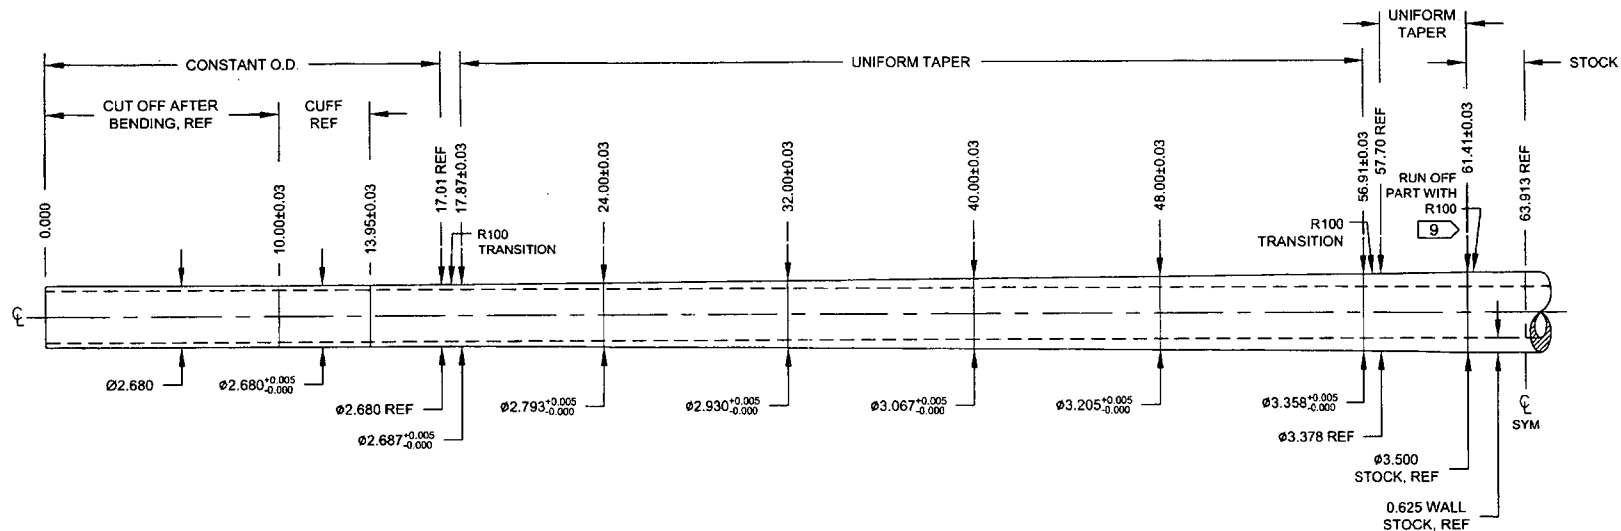 UNIFORM
TAPER
CONSTANT O.D.
UNIFORM TAPER
STOCK
CUT OFF AFTER
BENDING, REF
CUFF
REF
0.000
10.00±0.03
13.95±0.03
17.01 REF
17.87±0.03
24.00±0.03
32.00±0.03
40.00±0.03
48.00±0.03
56.91±0.03
57.70 REF
61.41±0.03
63.913 REF
RUN OFF
PART WITH
R100
9
R100
TRANSITION
R100
TRANSITION
℄
Ø2.680
Ø2.680 +0.005 -0.000
Ø2.680 REF
Ø2.687 +0.005 -0.000
Ø2.793 +0.005 -0.000
Ø2.930 +0.005 -0.000
Ø3.067 +0.005 -0.000
Ø3.205 +0.005 -0.000
Ø3.358 +0.005 -0.000
Ø3.378 REF
Ø3.500
STOCK, REF
0.625 WALL
STOCK, REF
℄
SYM